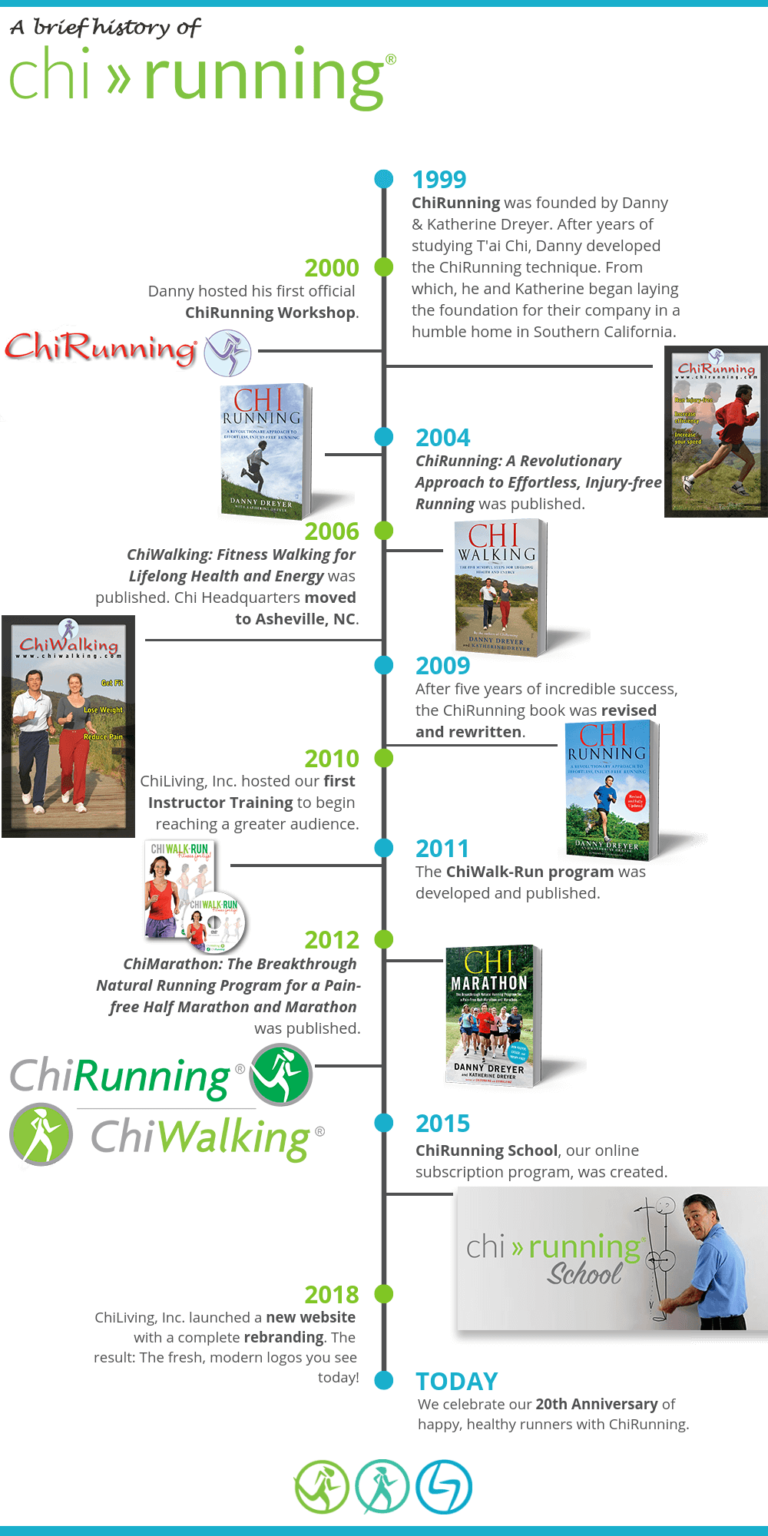 A brief history of
chi » running®
1999
ChiRunning was founded by Danny
& Katherine Dreyer. After years of
studying T'ai Chi, Danny developed
the ChiRunning technique. From
which, he and Katherine began laying
the foundation for their company in a
humble home in Southern California.
2000
Danny hosted his first official
ChiRunning Workshop.
ChiRunning
ChiRunning
www.chirunning.com
Run injury-free
Increase
efficiency
Increase
your speed
CHI
RUNNING
A REVOLUTIONARY APPROACH TO
EFFORTLESS, INJURY-FREE RUNNING
DANNY DREYER
2004
ChiRunning: A Revolutionary
Approach to Effortless, Injury-free
Running was published.
2006
ChiWalking: Fitness Walking for
Lifelong Health and Energy was
published. Chi Headquarters moved
to Asheville, NC.
CHI
WALKING
DANNY DREYER
with KATHERINE DREYER
ChiWalking
www.chiwalking.com
Get Fit
Lose Weight
Reduce Pain
2009
After five years of incredible success,
the ChiRunning book was revised
and rewritten.
CHI
RUNNING
A REVOLUTIONARY APPROACH TO
EFFORTLESS, INJURY-FREE RUNNING
DANNY DREYER
2010
ChiLiving, Inc. hosted our first
Instructor Training to begin
reaching a greater audience.
2011
The ChiWalk-Run program was
developed and published.
CHI WALK-RUN
CHI WALK-RUN
2012
ChiMarathon: The Breakthrough
Natural Running Program for a Pain-
free Half Marathon and Marathon
was published.
CHI
MARATHON
The Breakthrough Natural Running Program for
a Pain-Free Half Marathon and Marathon
DANNY DREYER
AND KATHERINE DREYER
ChiRunning®
ChiWalking®
2015
ChiRunning School, our online
subscription program, was created.
chi » running
School
2018
ChiLiving, Inc. launched a new website
with a complete rebranding. The
result: The fresh, modern logos you see
today!
TODAY
We celebrate our 20th Anniversary of
happy, healthy runners with ChiRunning.